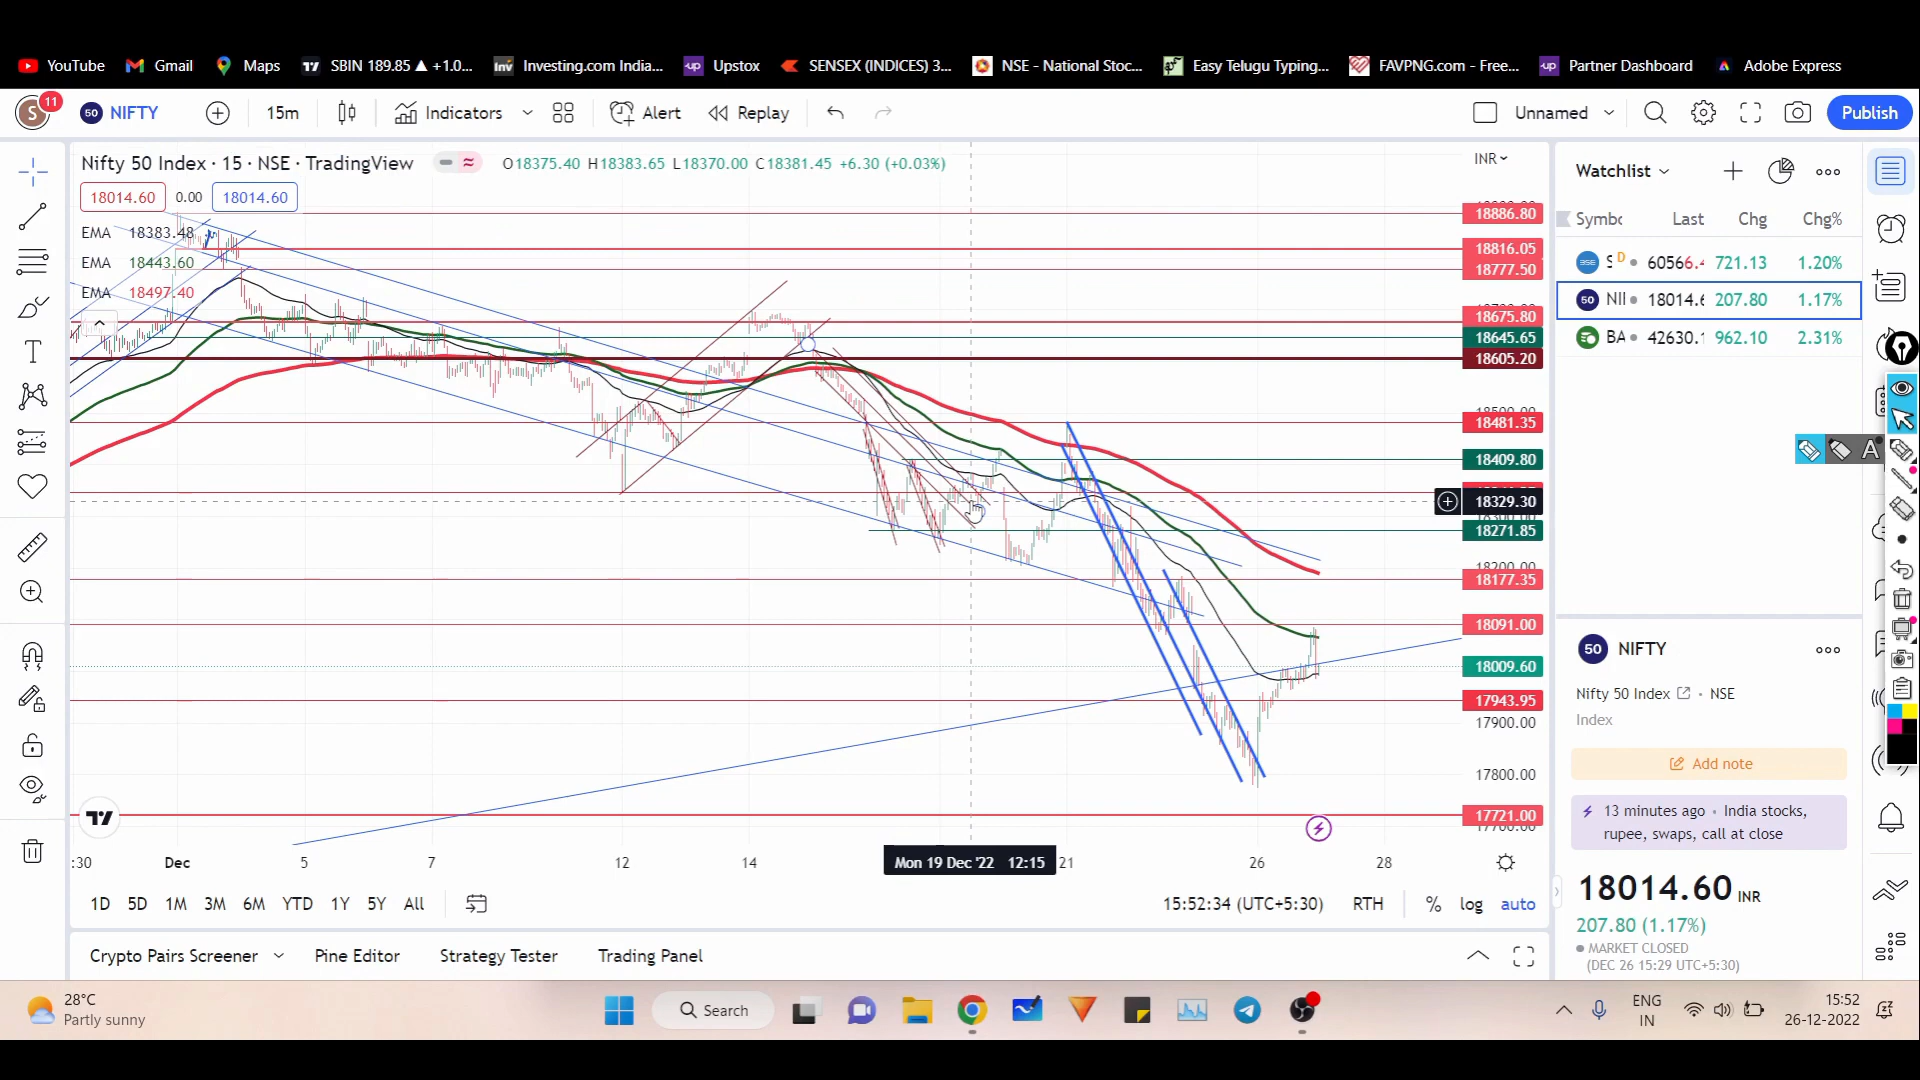 YouTube Gmail Maps SBIN 189.85 ▲ +1.0... Investing.com India... Upstox SENSEX (INDICES) 3... NSE - National Stoc... Easy Telugu Typing... FAVPNG.com - Free... Partner Dashboard Adobe Express
S 11 50 NIFTY 15m Indicators Alert Replay Unnamed Publish
Nifty 50 Index · 15 · NSE · TradingView O18375.40 H18383.65 L18370.00 C18381.45 +6.30 (+0.03%) INR
18014.60 0.00 18014.60
EMA 18383.48
EMA 18443.60
EMA 18497.40
18886.80
18816.05
18777.50
18675.80
18645.65
18605.20
18481.35
18409.80
18329.30
18271.85
18177.35
18091.00
18009.60
17943.95
17900.00
17800.00
17721.00
:30 Dec 5 7 12 14 Mon 19 Dec '22 12:15 21 26 28
1D 5D 1M 3M 6M YTD 1Y 5Y All 15:52:34 (UTC+5:30) RTH % log auto
Crypto Pairs Screener Pine Editor Strategy Tester Trading Panel
Watchlist
Symbo Last Chg Chg%
S D 60566.4 721.13 1.20%
50 NII 18014.6 207.80 1.17%
BA 42630.1 962.10 2.31%
A
50 NIFTY
Nifty 50 Index · NSE
Index
Add note
13 minutes ago · India stocks,
rupee, swaps, call at close
18014.60 INR
207.80 (1.17%)
MARKET CLOSED
(DEC 26 15:29 UTC+5:30)
28°C
Partly sunny
Search
ENG
IN
15:52
26-12-2022